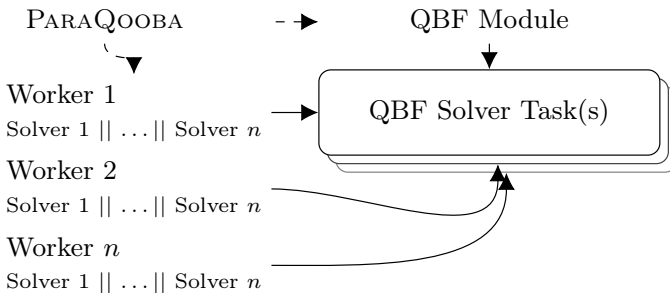 PARAQOOBA
QBF Module
Worker 1
Solver 1 || ...|| Solver n
QBF Solver Task(s)
Worker 2
Solver 1 || ...|| Solver n
Worker n
Solver 1 || ...|| Solver n